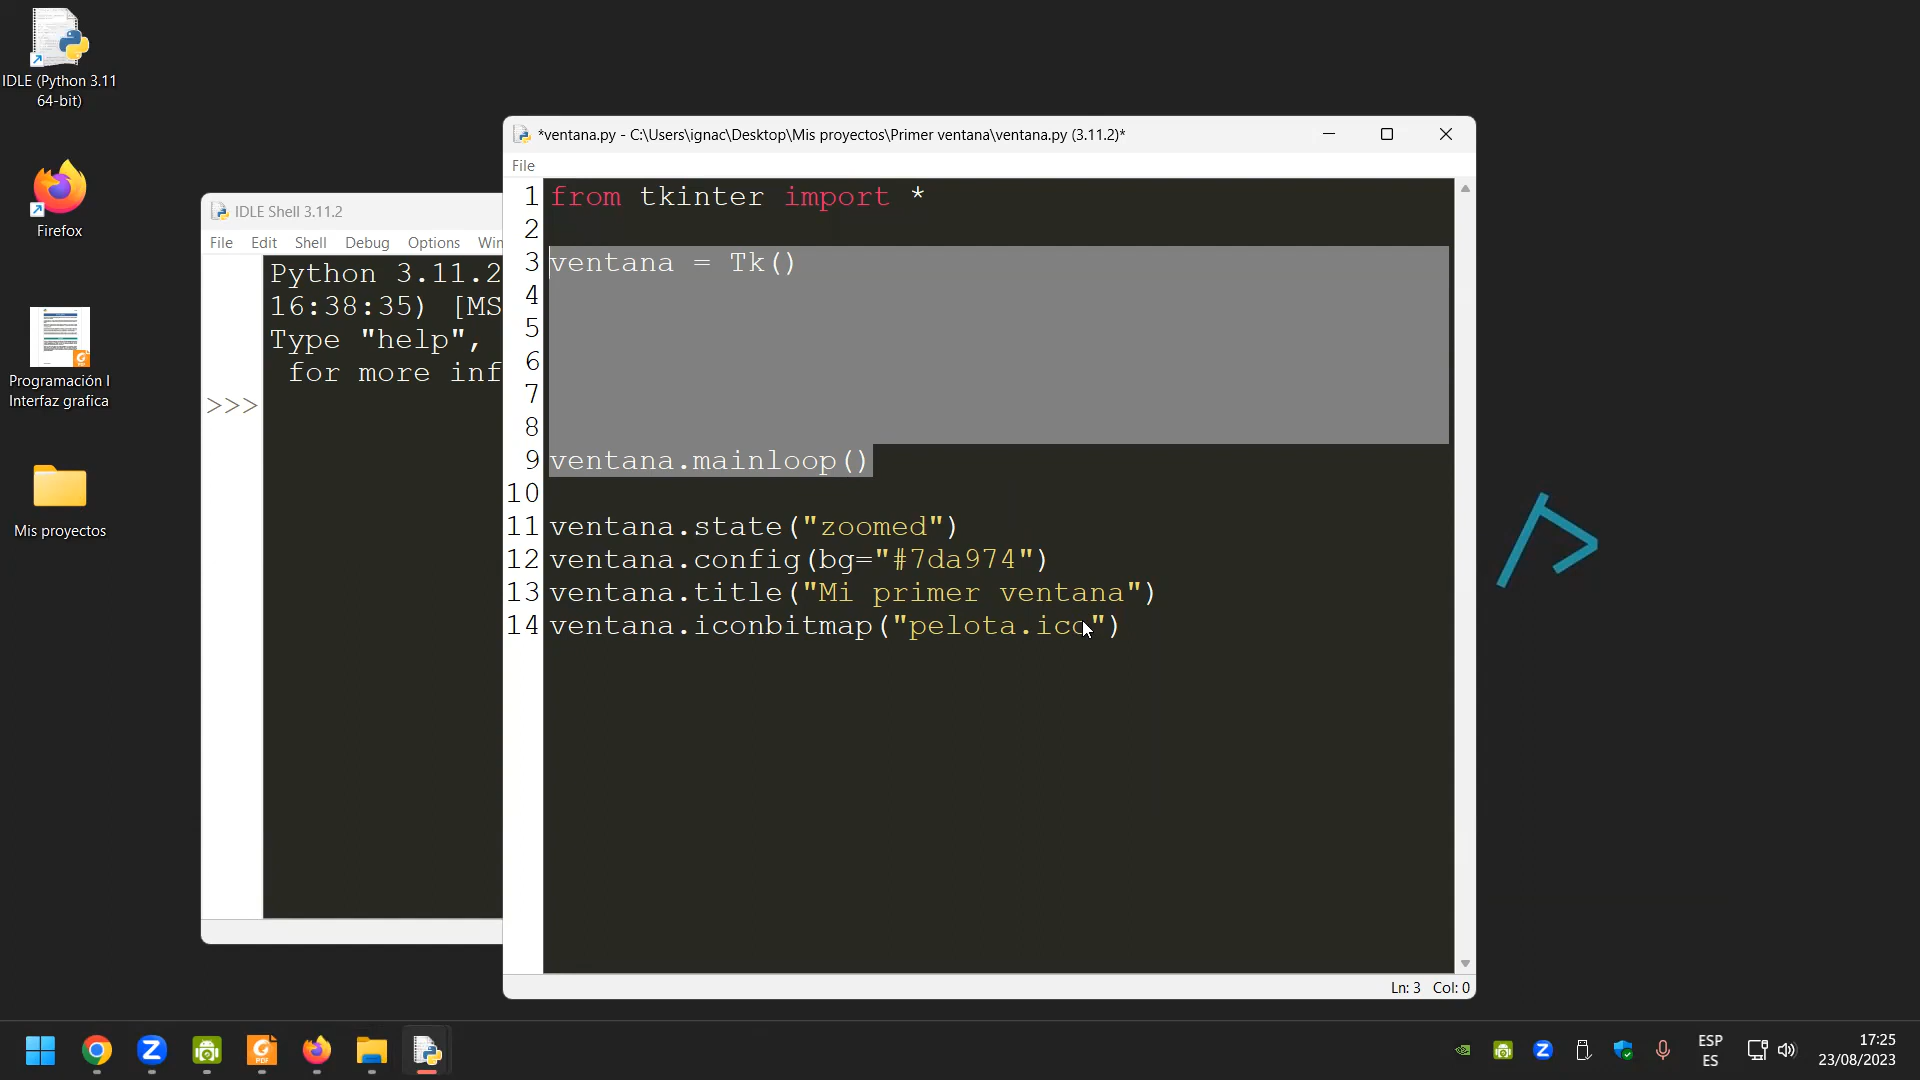 IDLE (Python 3.11
64-bit)
Firefox
Programación I
Interfaz grafica
Mis proyectos
IDLE Shell 3.11.2
File Edit Shell Debug Options Win
Python 3.11.2
16:38:35) [MS
Type "help",
for more inf
>>>
*ventana.py - C:\Users\ignac\Desktop\Mis proyectos\Primer ventana\ventana.py (3.11.2)*
File
1 from tkinter import *
2
3 ventana = Tk()
4
5
6
7
8
9 ventana.mainloop()
10
11 ventana.state("zoomed")
12 ventana.config(bg="#7da974")
13 ventana.title("Mi primer ventana")
14 ventana.iconbitmap("pelota.ico")
Ln: 3 Col: 0
ESP
ES
17:25
23/08/2023